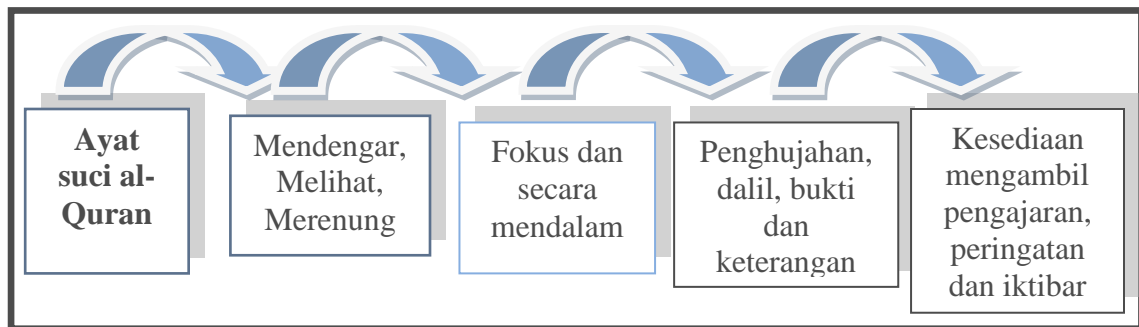 Ayat
suci al-
Quran
Mendengar,
Melihat,
Merenung
Fokus dan
secara
mendalam
Penghujahan,
dalil, bukti
dan
keterangan
Kesediaan
mengambil
pengajaran,
peringatan
dan iktibar